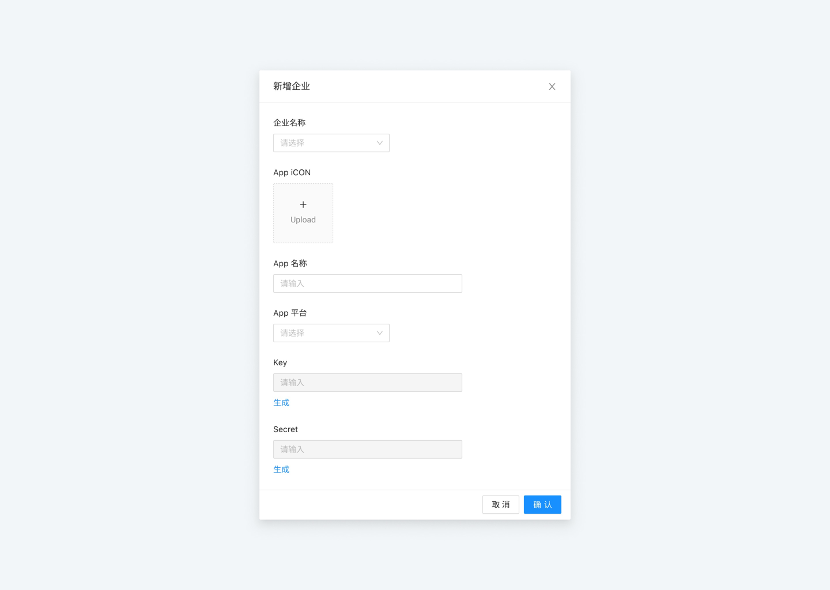 新增企业
企业名称
请选择
App iCON
Upload
App 名称
请输入
App 平台
请选择
Key
请输入
生成
Secret
请输入
生成
取 消
确 认